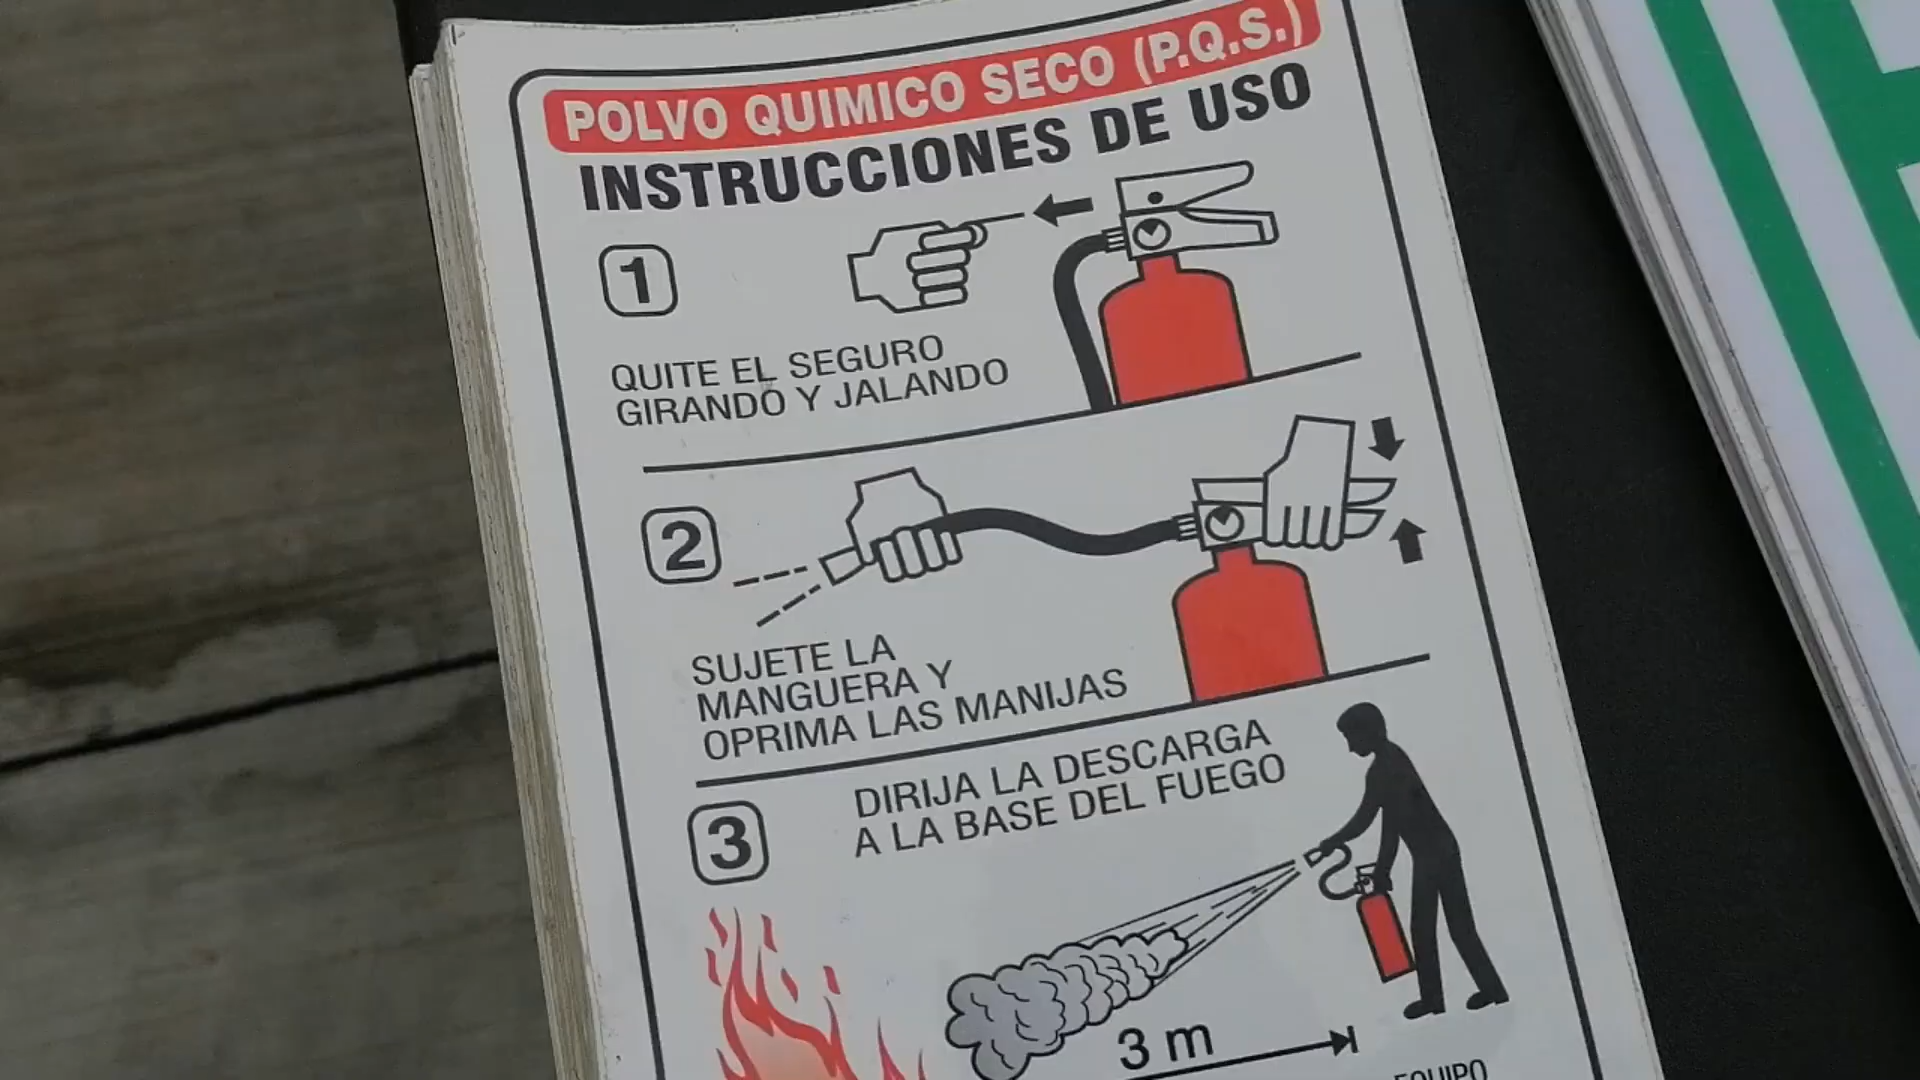 POLVO QUIMICO SECO (P.Q.S.)
INSTRUCCIONES DE USO
1
QUITE EL SEGURO
GIRANDO Y JALANDO
2
SUJETE LA
MANGUERA Y
OPRIMA LAS MANIJAS
3
DIRIJA LA DESCARGA
A LA BASE DEL FUEGO
3 m
EQUIPO